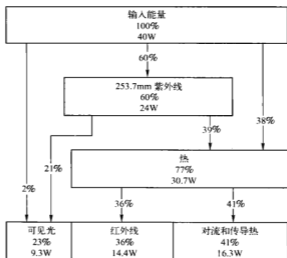 输入能量
100%
40W
60%
253.7mm 紫外线
60%
24W
38%
39%
21%
热
77%
30.7W
2%
36%
41%
可见光
23%
9.3W
红外线
36%
14.4W
对流和传导热
41%
16.3W